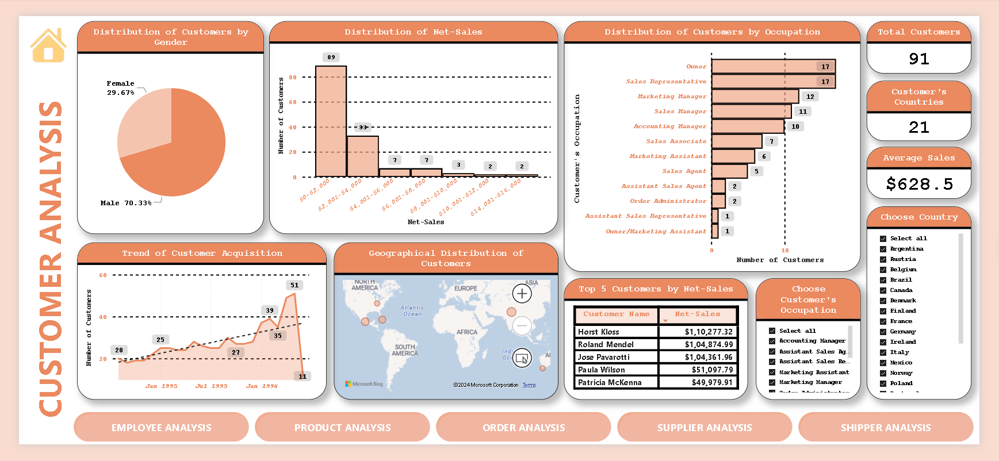 CUSTOMER ANALYSIS
Distribution of Customers by
Gender
Female
29.67%
Male 70.33%
Distribution of Net-Sales
Number of Customers
80
60
40
20
0
89
33
7
7
3
2
2
$0-$2,000
$2,001-$4,000
$4,001-$6,000
$6,001-$8,000
$8,001-$10,000
$10,001-$12,000
$14,001-$16,000
Net-Sales
Distribution of Customers by Occupation
Customer's Occupation
Owner 17
Sales Representative 17
Marketing Manager 12
Sales Manager 11
Accounting Manager 10
Sales Associate 7
Marketing Assistant 6
Sales Agent 5
Assistant Sales Agent 2
Order Administrator 2
Assistant Sales Representative 1
Owner/Marketing Assistant 1
0 10
Number of Customers
Total Customers
91
Customer's
Countries
21
Average Sales
$628.5
Choose Country
Select all
Argentina
Austria
Belgium
Brazil
Canada
Denmark
Finland
France
Germany
Ireland
Italy
Mexico
Norway
Poland
Trend of Customer Acquisition
Number of Customers
60
40
20
20
25
27
39
35
51
11
Jan 1995 Jul 1995 Jan 1996
Geographical Distribution of
Customers
NORTH
AMERICA
EUROPE
ASIA
Atlantic
Ocean
AFRICA
SOUTH
AMERICA
Indi
Oc
Al
Microsoft Bing
©2024 Microsoft Corporation Terms
Top 5 Customers by Net-Sales
Customer Name Net-Sales
Horst Kloss $1,10,277.32
Roland Mendel $1,04,874.99
Jose Pavarotti $1,04,361.96
Paula Wilson $51,097.79
Patricia McKenna $49,979.91
Choose
Customer's
Occupation
Select all
Accounting Manager
Assistant Sales Ag...
Assistant Sales Re...
Marketing Assistant
Marketing Manager
Order Administrator
EMPLOYEE ANALYSIS
PRODUCT ANALYSIS
ORDER ANALYSIS
SUPPLIER ANALYSIS
SHIPPER ANALYSIS